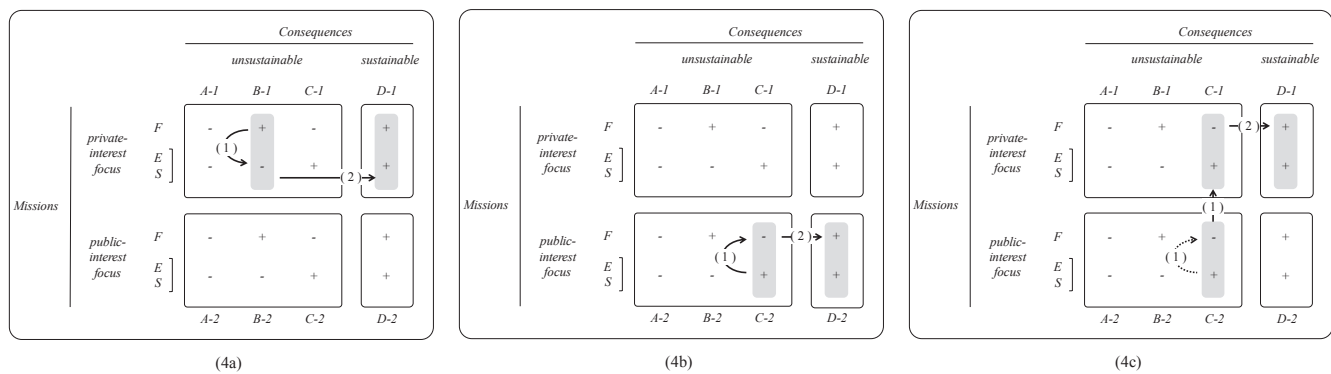 Consequences
unsustainable sustainable
A-1 B-1 C-1 D-1
F - + - +
private-interest focus
( 1 )
E - - + +
S
( 2 )
Missions
F - + - +
public-interest focus
E - - + +
S
A-2 B-2 C-2 D-2
(4a)
Consequences
unsustainable sustainable
A-1 B-1 C-1 D-1
F - + - +
private-interest focus
E - - + +
S
Missions
F - + - ( 2 ) +
public-interest focus
( 1 )
E - - + +
S
A-2 B-2 C-2 D-2
(4b)
Consequences
unsustainable sustainable
A-1 B-1 C-1 D-1
F - + - ( 2 ) +
private-interest focus
E - - + +
S
Missions
( 1 )
F - + - +
public-interest focus
( 1 )
E - - + +
S
A-2 B-2 C-2 D-2
(4c)